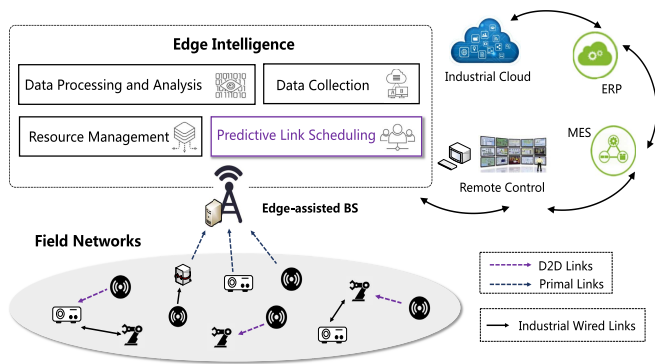 Edge Intelligence
Data Processing and Analysis
Data Collection
Resource Management
Predictive Link Scheduling
Industrial Cloud
ERP
MES
Remote Control
Edge-assisted BS
Field Networks
D2D Links
Primal Links
Industrial Wired Links